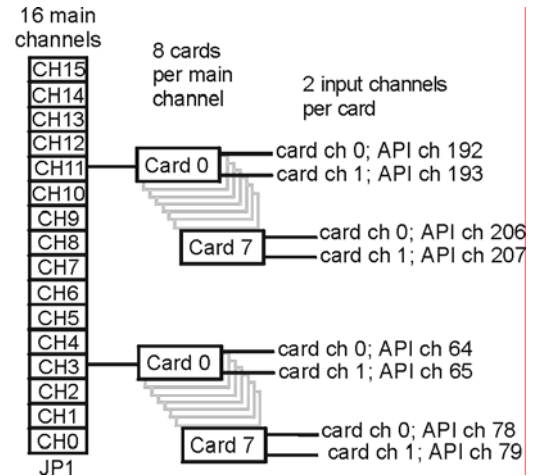 16 main
channels
8 cards
per main
channel
2 input channels
per card
CH15
CH14
CH13
CH12
CH11
CH10
CH9
CH8
CH7
CH6
CH5
CH4
CH3
CH2
CH1
CH0
JP1
Card 0
card ch 0; API ch 192
card ch 1; API ch 193
Card 7
card ch 0; API ch 206
card ch 1; API ch 207
Card 0
card ch 0; API ch 64
card ch 1; API ch 65
Card 7
card ch 0; API ch 78
card ch 1; API ch 79